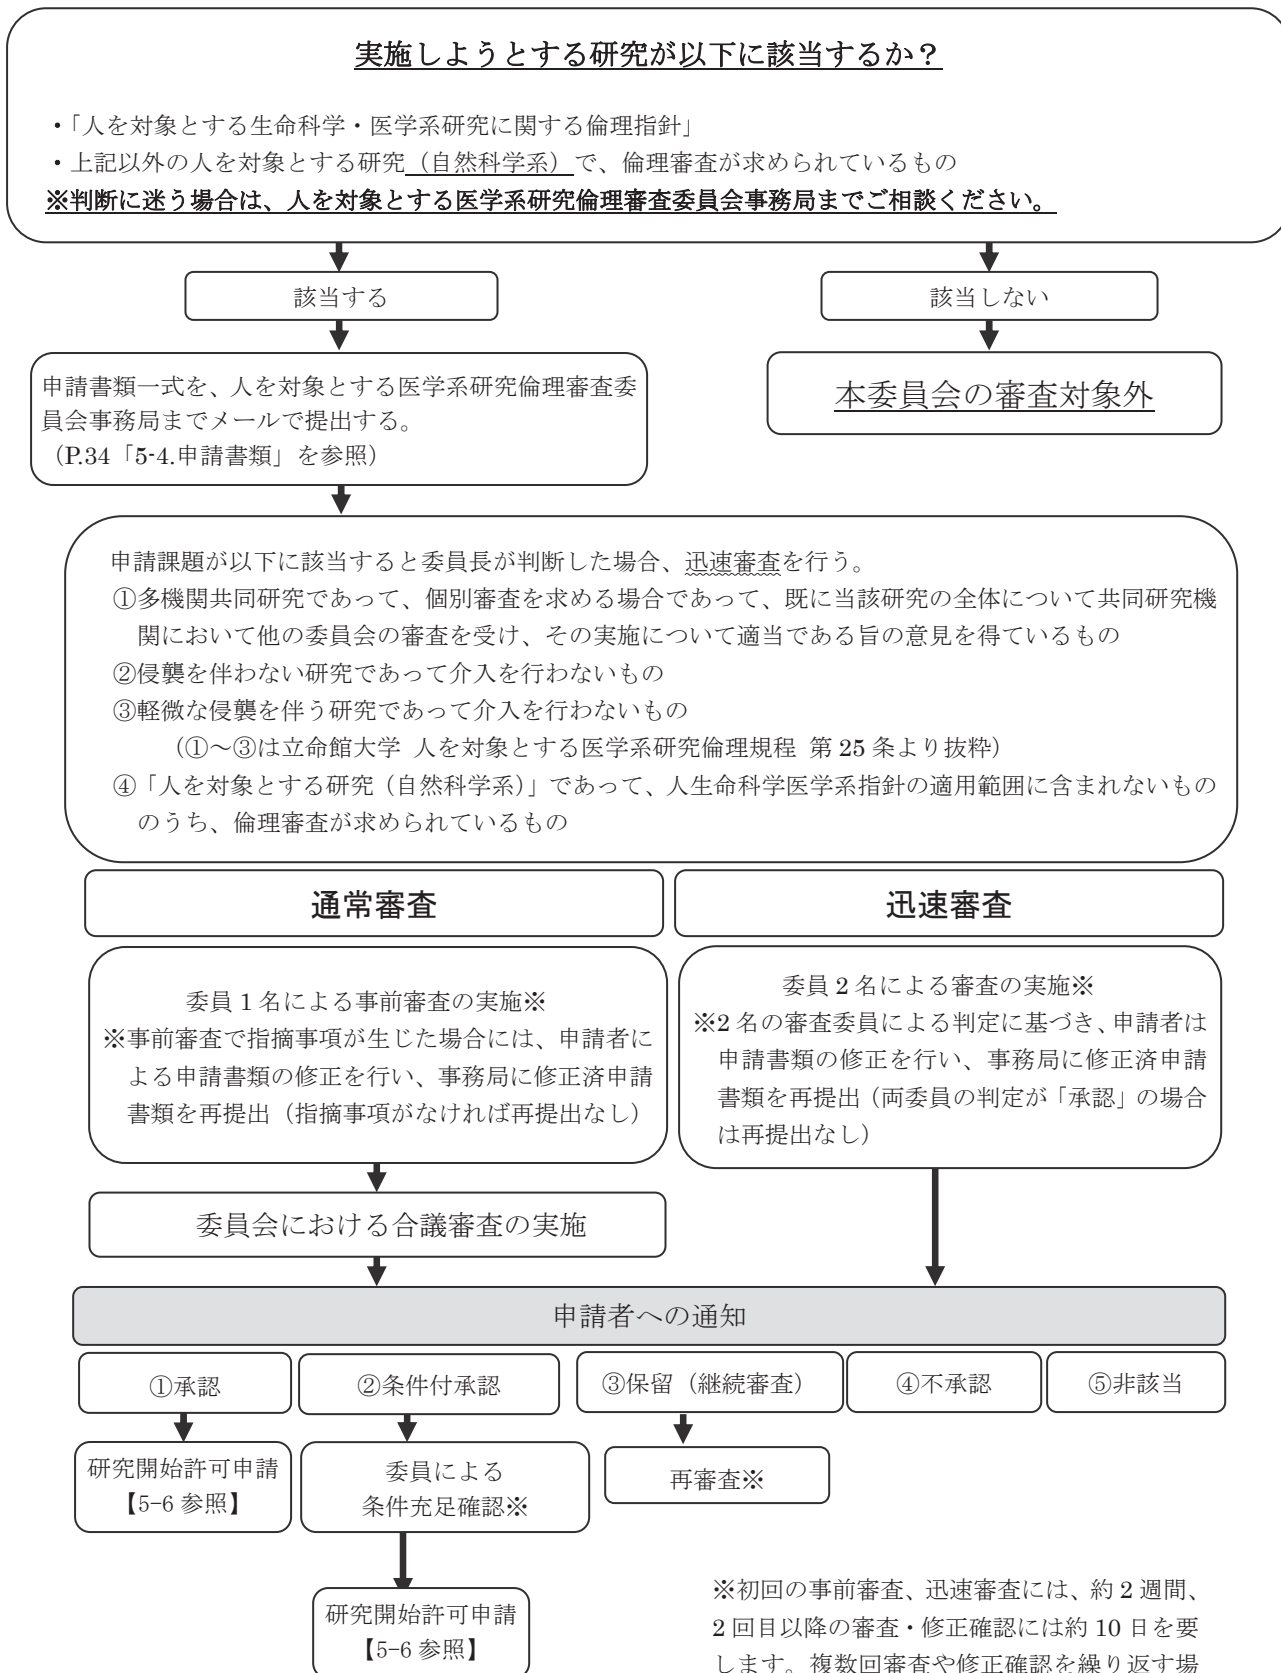 実施しようとする研究が以下に該当するか？
・「人を対象とする生命科学・医学系研究に関する倫理指針」
・上記以外の人を対象とする研究（自然科学系）で、倫理審査が求められているもの
※判断に迷う場合は、人を対象とする医学系研究倫理審査委員会事務局までご相談ください。
該当する
該当しない
申請書類一式を、人を対象とする医学系研究倫理審査委
員会事務局までメールで提出する。
（P.34「5-4.申請書類」を参照）
本委員会の審査対象外
申請課題が以下に該当すると委員長が判断した場合、迅速審査を行う。
①多機関共同研究であって、個別審査を求める場合であって、既に当該研究の全体について共同研究機
関において他の委員会の審査を受け、その実施について適当である旨の意見を得ているもの
②侵襲を伴わない研究であって介入を行わないもの
③軽微な侵襲を伴う研究であって介入を行わないもの
（①～③は立命館大学 人を対象とする医学系研究倫理規程 第 25 条より抜粋）
④「人を対象とする研究（自然科学系）」であって、人生命科学医学系指針の適用範囲に含まれないもの
のうち、倫理審査が求められているもの
通常審査
委員 1 名による事前審査の実施※
※事前審査で指摘事項が生じた場合には、申請者に
よる申請書類の修正を行い、事務局に修正済申請
書類を再提出（指摘事項がなければ再提出なし）
委員会における合議審査の実施
迅速審査
委員 2 名による審査の実施※
※2 名の審査委員による判定に基づき、申請者は
申請書類の修正を行い、事務局に修正済申請
書類を再提出（両委員の判定が「承認」の場合
は再提出なし）
申請者への通知
①承認
②条件付承認
③保留（継続審査）
④不承認
⑤非該当
研究開始許可申請
【5-6 参照】
委員による
条件充足確認※
再審査※
研究開始許可申請
【5-6 参照】
※初回の事前審査、迅速審査には、約 2 週間、
2 回目以降の審査・修正確認には約 10 日を要
します。複数回審査や修正確認を繰り返す場